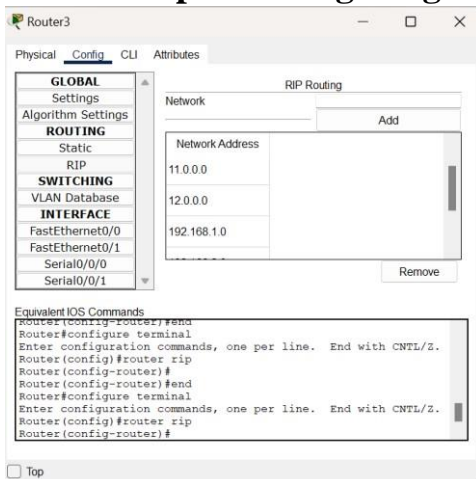 Router3
Physical Config CLI Attributes
GLOBAL
Settings
Algorithm Settings
ROUTING
Static
RIP
SWITCHING
VLAN Database
INTERFACE
FastEthernet0/0
FastEthernet0/1
Serial0/0/0
Serial0/0/1
RIP Routing
Network
Add
Network Address
11.0.0.0
12.0.0.0
192.168.1.0
Remove
Equivalent IOS Commands
Router(config-router)#end
Router#configure terminal
Enter configuration commands, one per line. End with CNTL/Z.
Router(config)#router rip
Router(config-router)#
Router(config-router)#end
Router#configure terminal
Enter configuration commands, one per line. End with CNTL/Z.
Router(config)#router rip
Router(config-router)#
Top